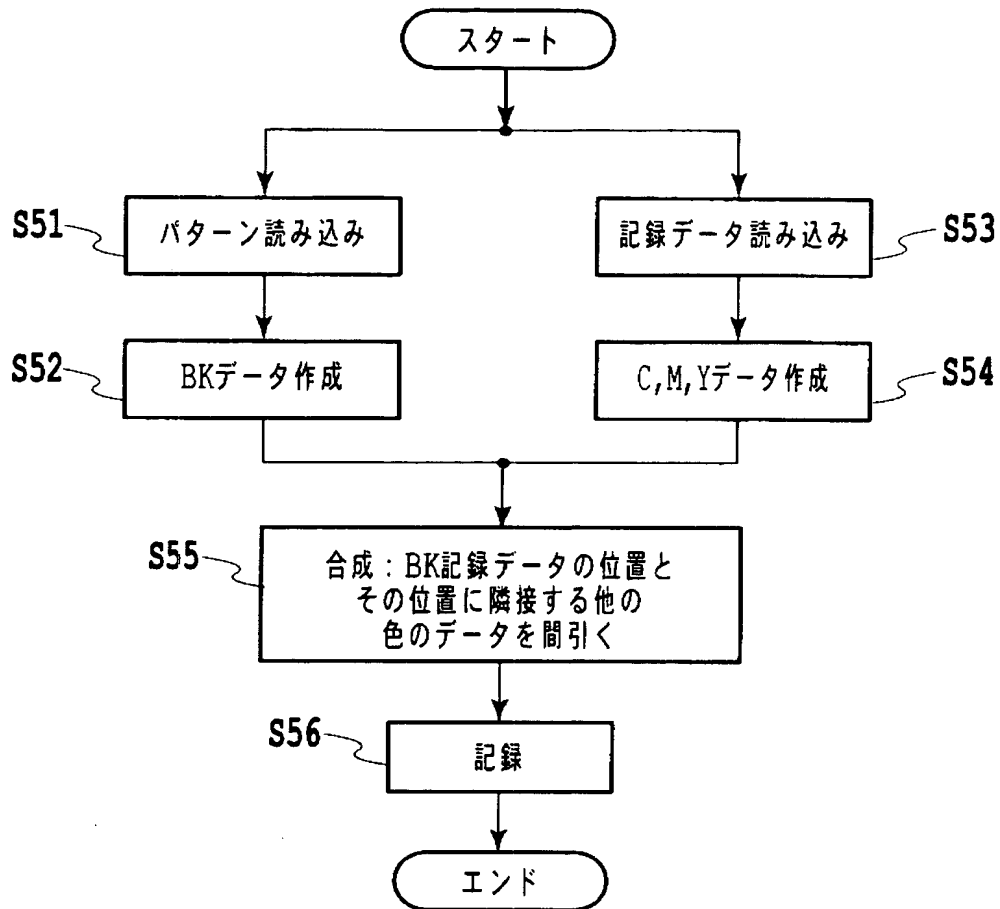 スタート
S51
パターン読み込み
記録データ読み込み
S53
S52
BKデータ作成
C,M,Yデータ作成
S54
S55
合成:BK記録データの位置と
その位置に隣接する他の
色のデータを間引く
S56
記録
エンド